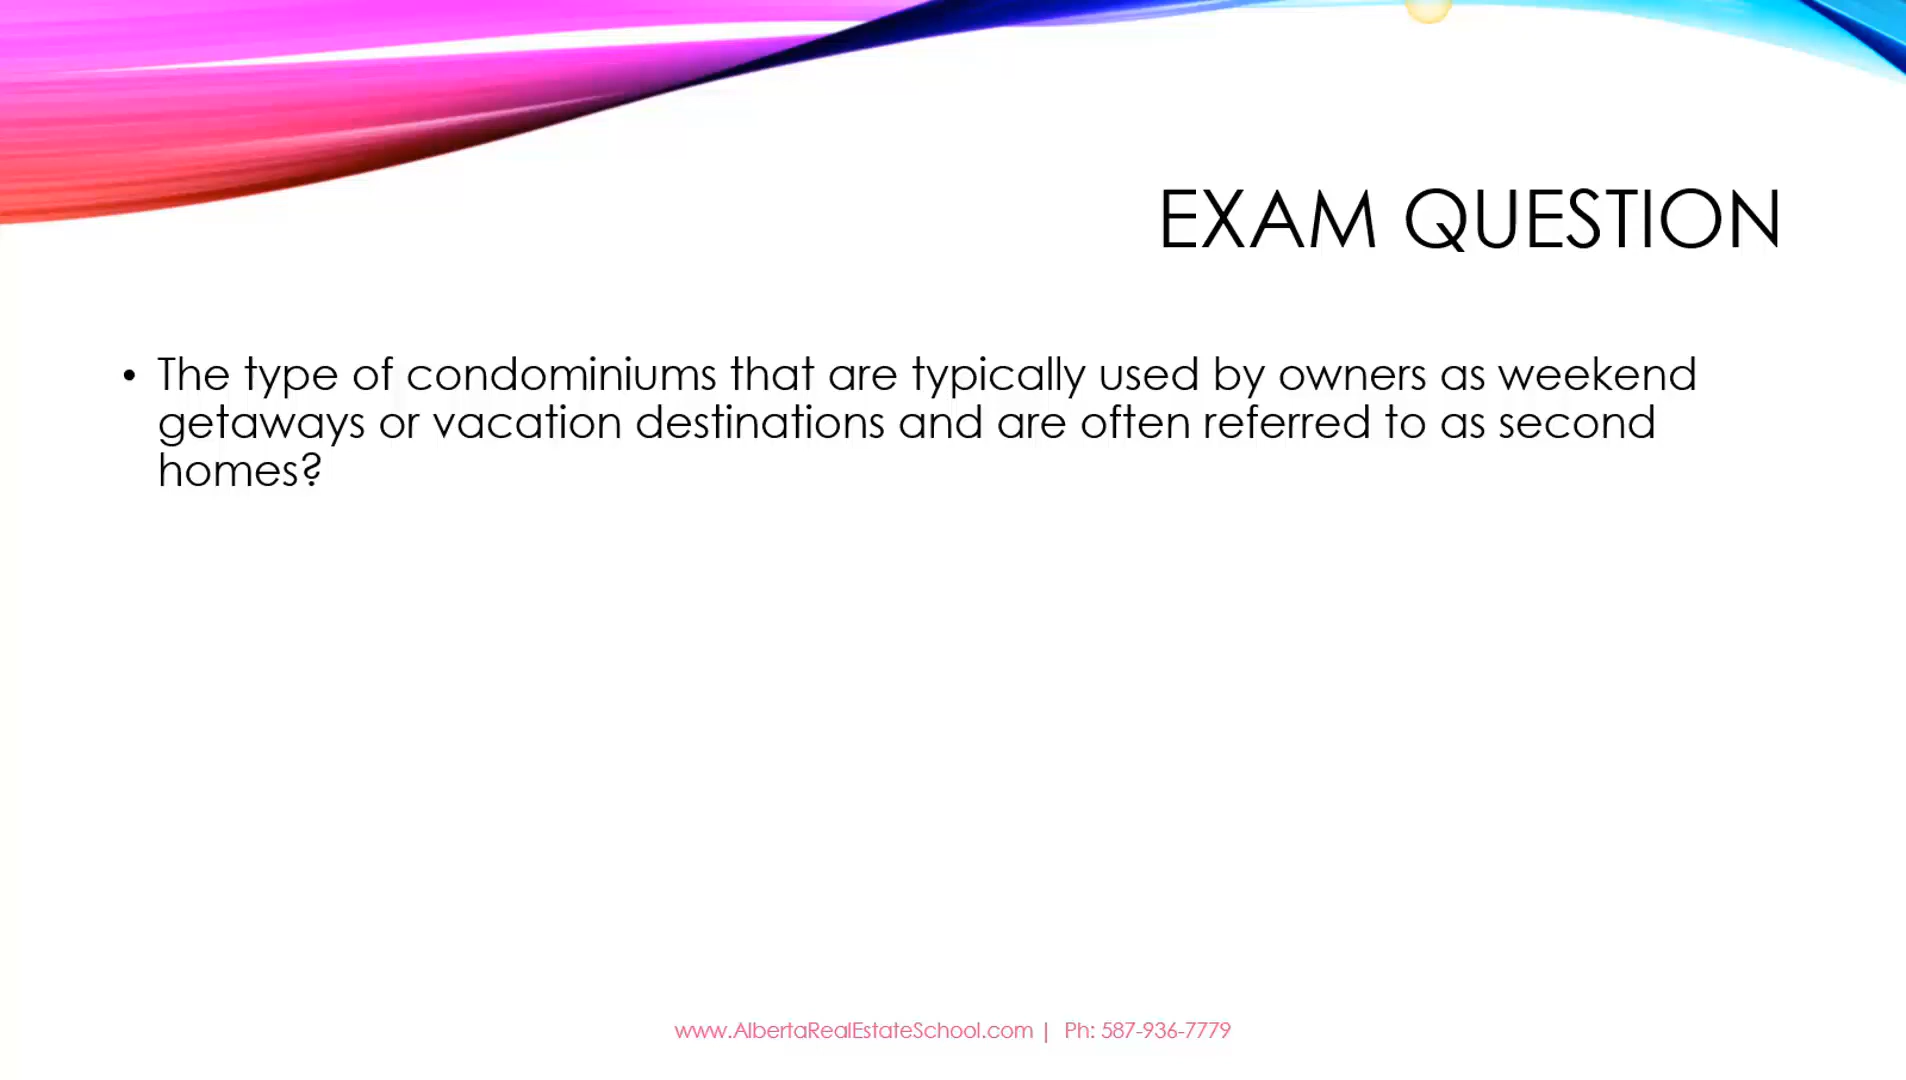 EXAM QUESTION
• The type of condominiums that are typically used by owners as weekend
getaways or vacation destinations and are often referred to as second
homes?
www.AlbertaRealEstateSchool.com | Ph: 587-936-7779